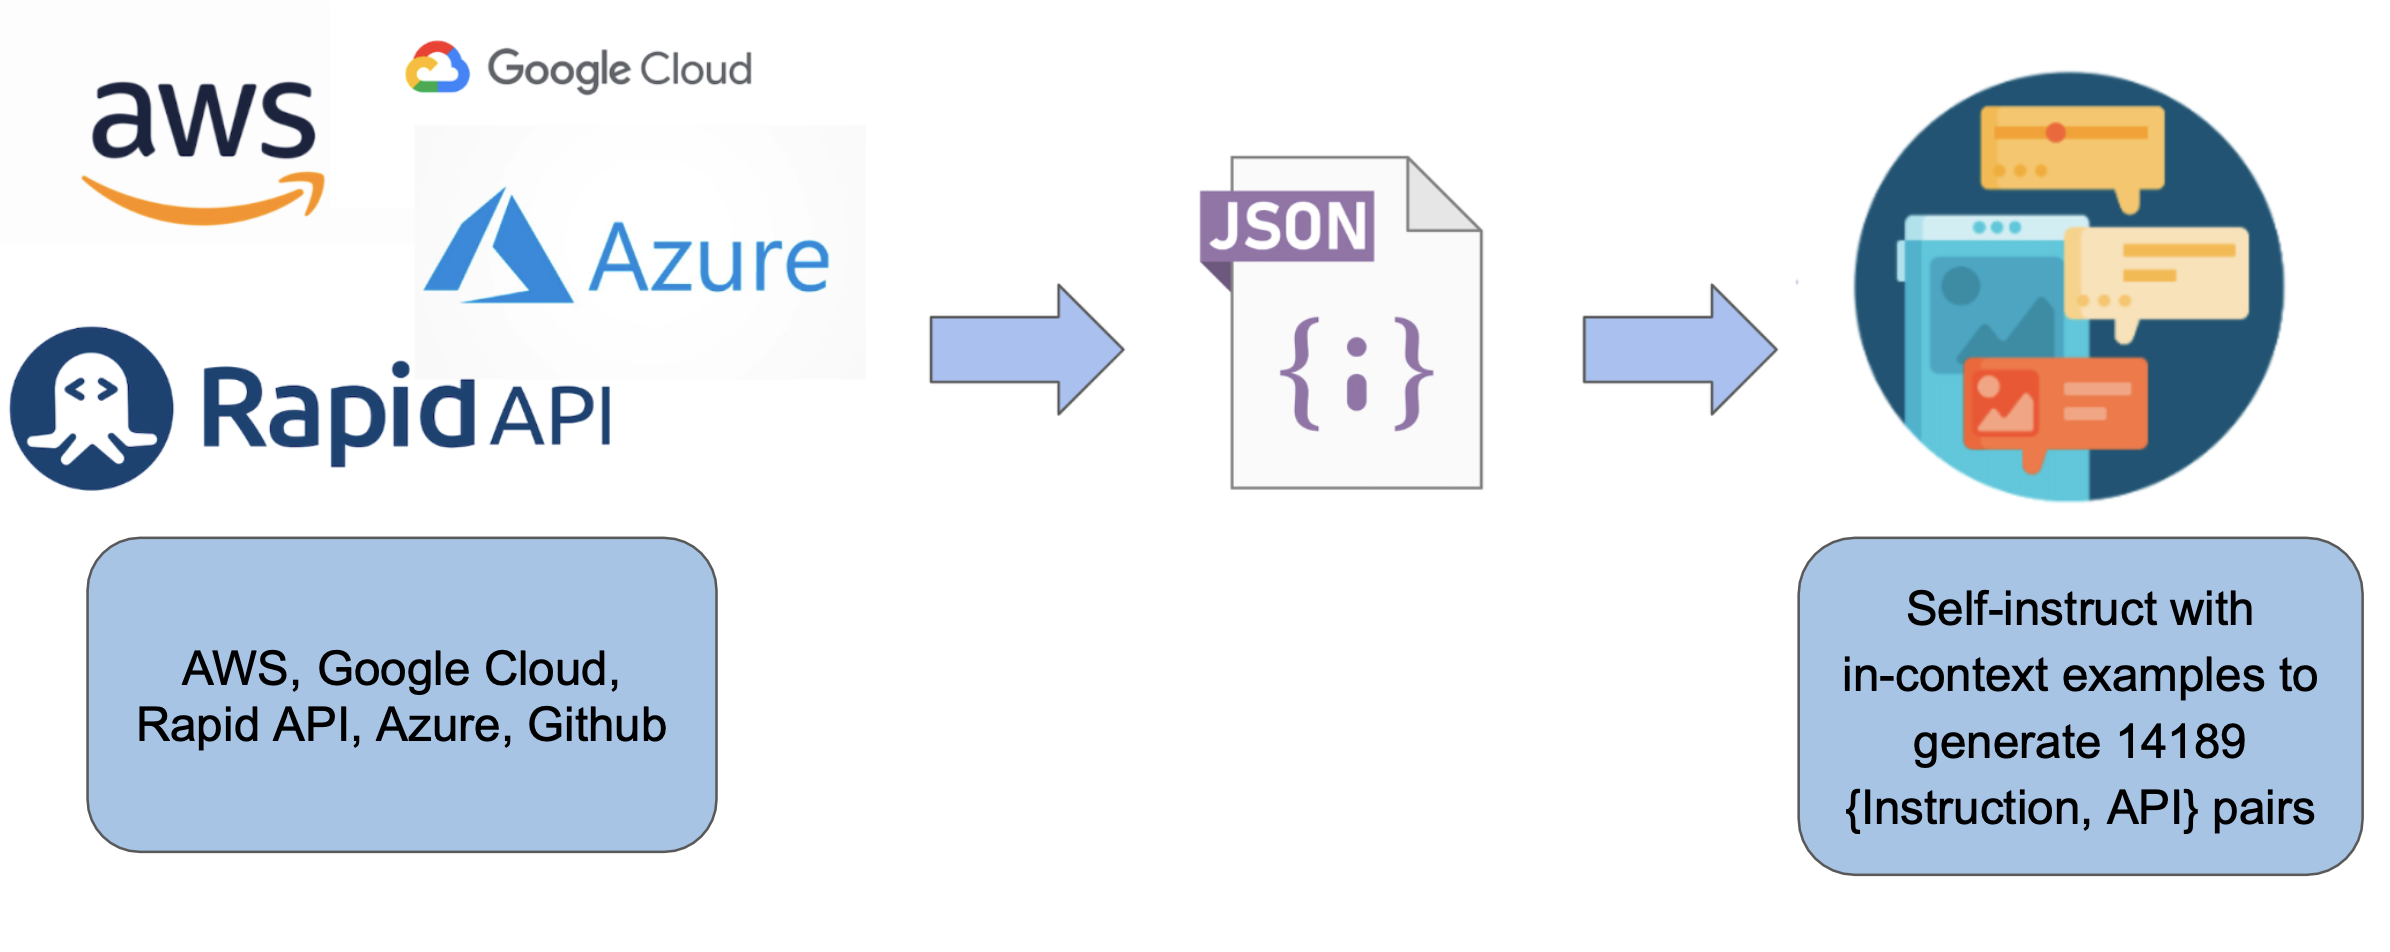 aws
Google Cloud
Azure
Rapid API
JSON
{;}
AWS, Google Cloud,
Rapid API, Azure, Github
Self-instruct with
in-context examples to
generate 14189
{Instruction, API} pairs